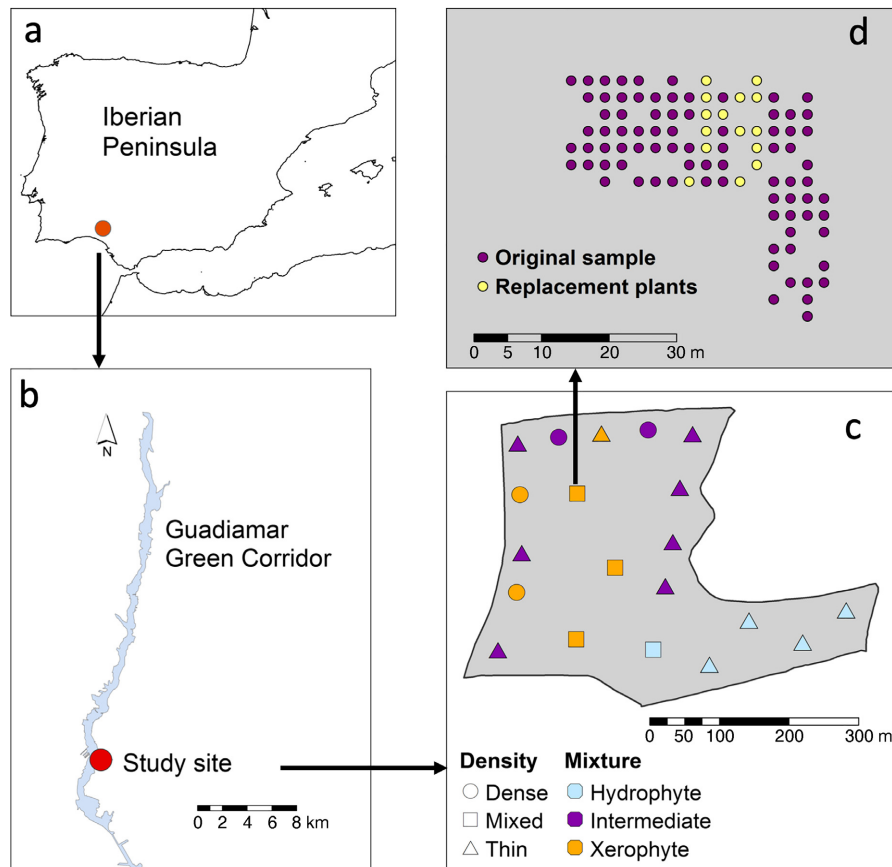 a
Iberian
Peninsula
d
Original sample
Replacement plants
0 5 10 20 30 m
b
N
Guadiamar
Green Corridor
Study site
0 2 4 6 8 km
c
0 50 100 200 300 m
Density Mixture
Dense Hydrophyte
Mixed Intermediate
Thin Xerophyte